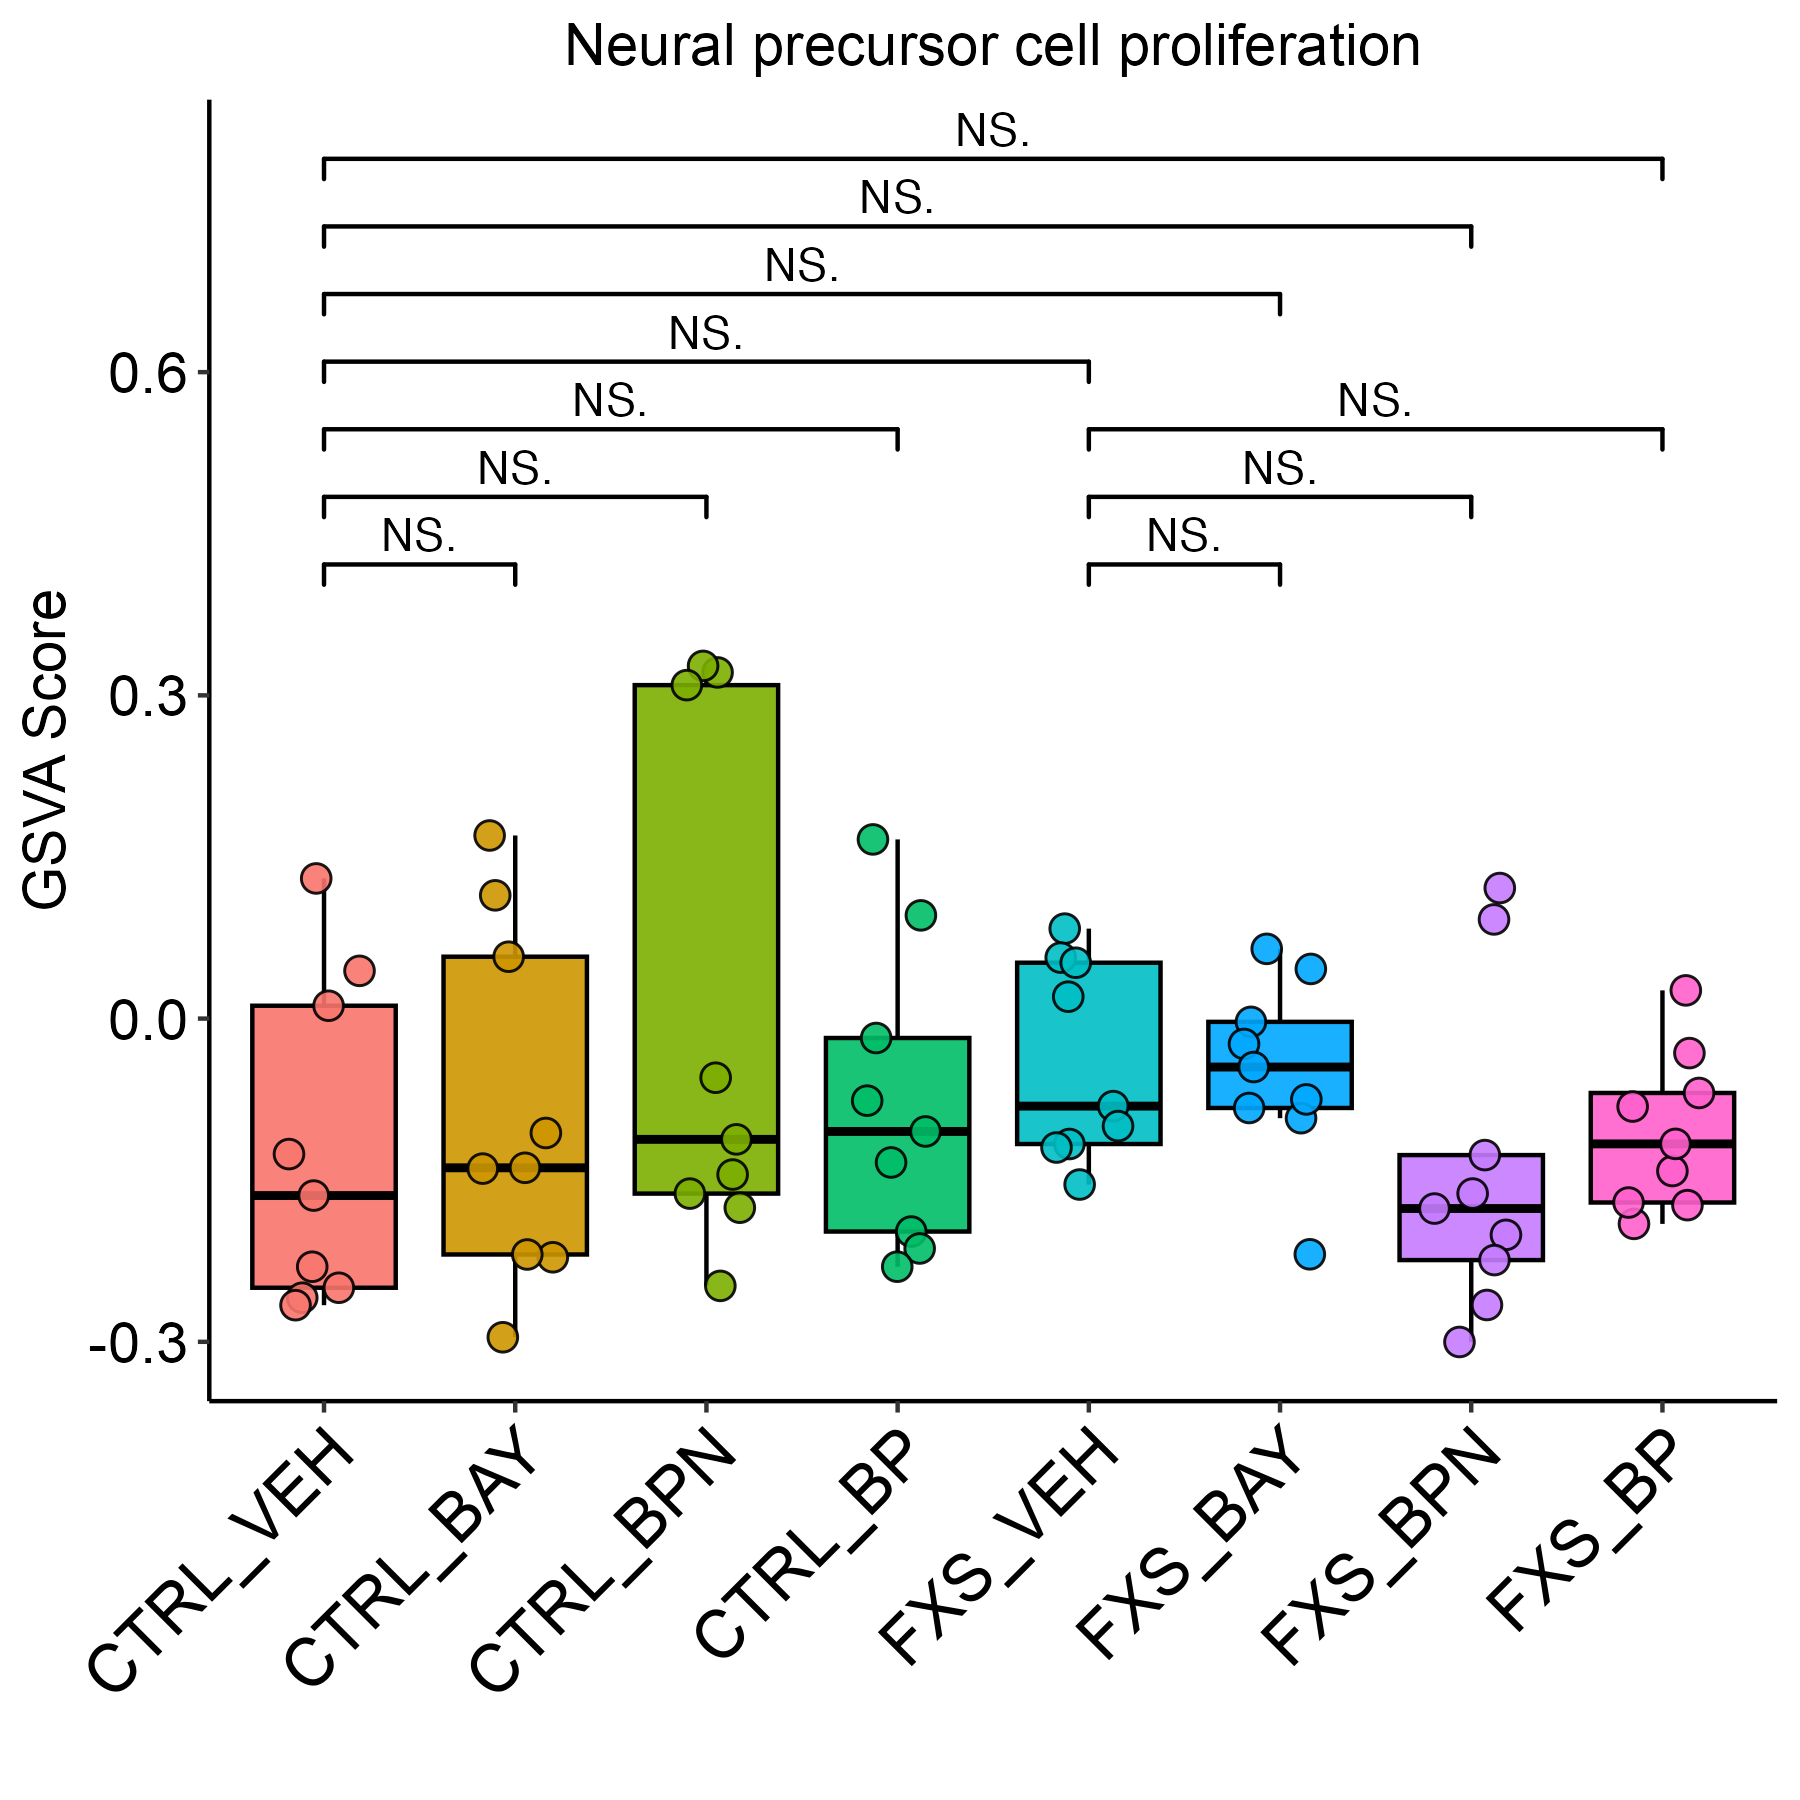 Neural precursor cell proliferation
NS.
NS.
NS.
NS.
NS. NS.
NS. NS.
NS. NS.
GSVA Score
0.6
0.3
0.0
-0.3
CTRL_VEH
CTRL_BAY
CTRL_BPN
CTRL_BP
FXS_VEH
FXS_BAY
FXS_BPN
FXS_BP